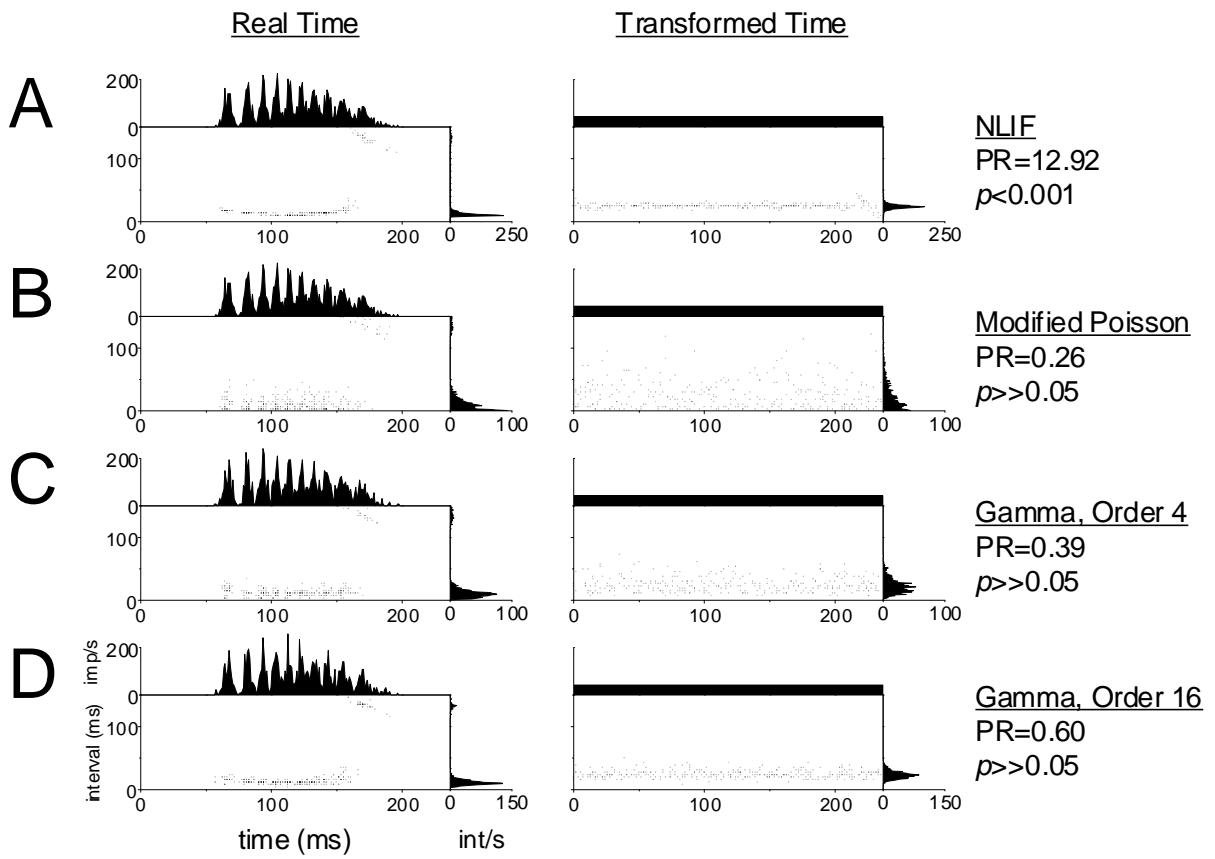 Real Time
Transformed Time
A
200
0
100
0
0
100
200
0
250
0
100
200
0
250
NLIF
PR=12.92
p<0.001
B
200
0
100
0
0
100
200
0
100
0
100
200
0
100
Modified Poisson
PR=0.26
p>>0.05
C
200
0
100
0
0
100
200
0
100
0
100
200
0
100
Gamma, Order 4
PR=0.39
p>>0.05
D
imp/s
interval (ms)
200
0
100
0
0
100
200
0
150
0
100
200
0
150
time (ms)
int/s
Gamma, Order 16
PR=0.60
p>>0.05